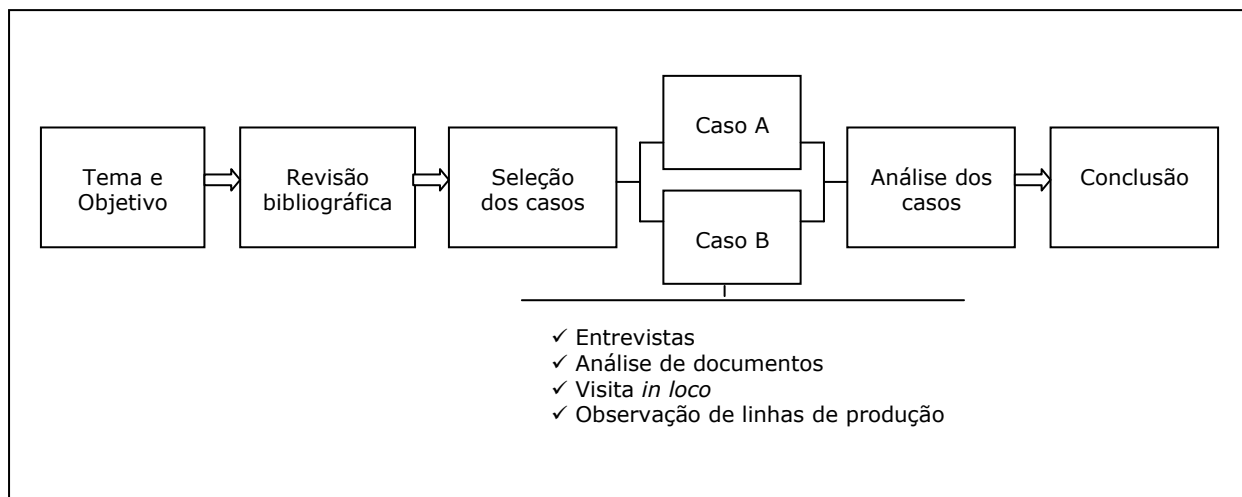 Tema e
Objetivo
Revisão
bibliográfica
Seleção
dos casos
Caso A
Caso B
Análise dos
casos
Conclusão
✓ Entrevistas
✓ Análise de documentos
✓ Visita in loco
✓ Observação de linhas de produção